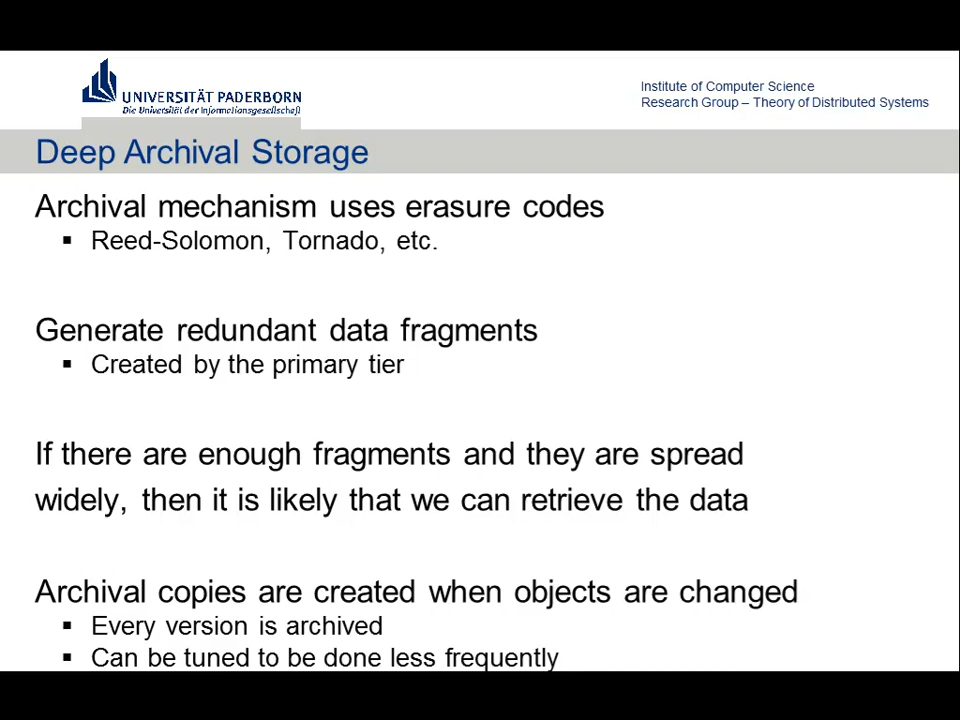 UNIVERSITÄT PADERBORN
Die Universität der Informationsgesellschaft
Institute of Computer Science
Research Group – Theory of Distributed Systems
Deep Archival Storage
Archival mechanism uses erasure codes
▪ Reed-Solomon, Tornado, etc.
Generate redundant data fragments
▪ Created by the primary tier
If there are enough fragments and they are spread
widely, then it is likely that we can retrieve the data
Archival copies are created when objects are changed
▪ Every version is archived
▪ Can be tuned to be done less frequently